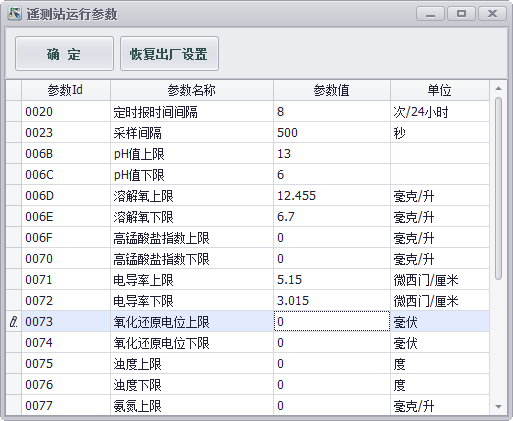 遥测站运行参数
确 定 恢复出厂设置
参数Id 参数名称 参数值 单位
0020 定时报时间间隔 8 次/24小时
0023 采样间隔 500 秒
006B pH值上限 13
006C pH值下限 6
006D 溶解氧上限 12.455 毫克/升
006E 溶解氧下限 6.7 毫克/升
006F 高锰酸盐指数上限 0 毫克/升
0070 高锰酸盐指数下限 0 毫克/升
0071 电导率上限 5.15 微西门/厘米
0072 电导率下限 3.015 微西门/厘米
0073 氧化还原电位上限 0 毫伏
0074 氧化还原电位下限 0 毫伏
0075 浊度上限 0 度
0076 浊度下限 0 度
0077 氨氮上限 0 毫克/升